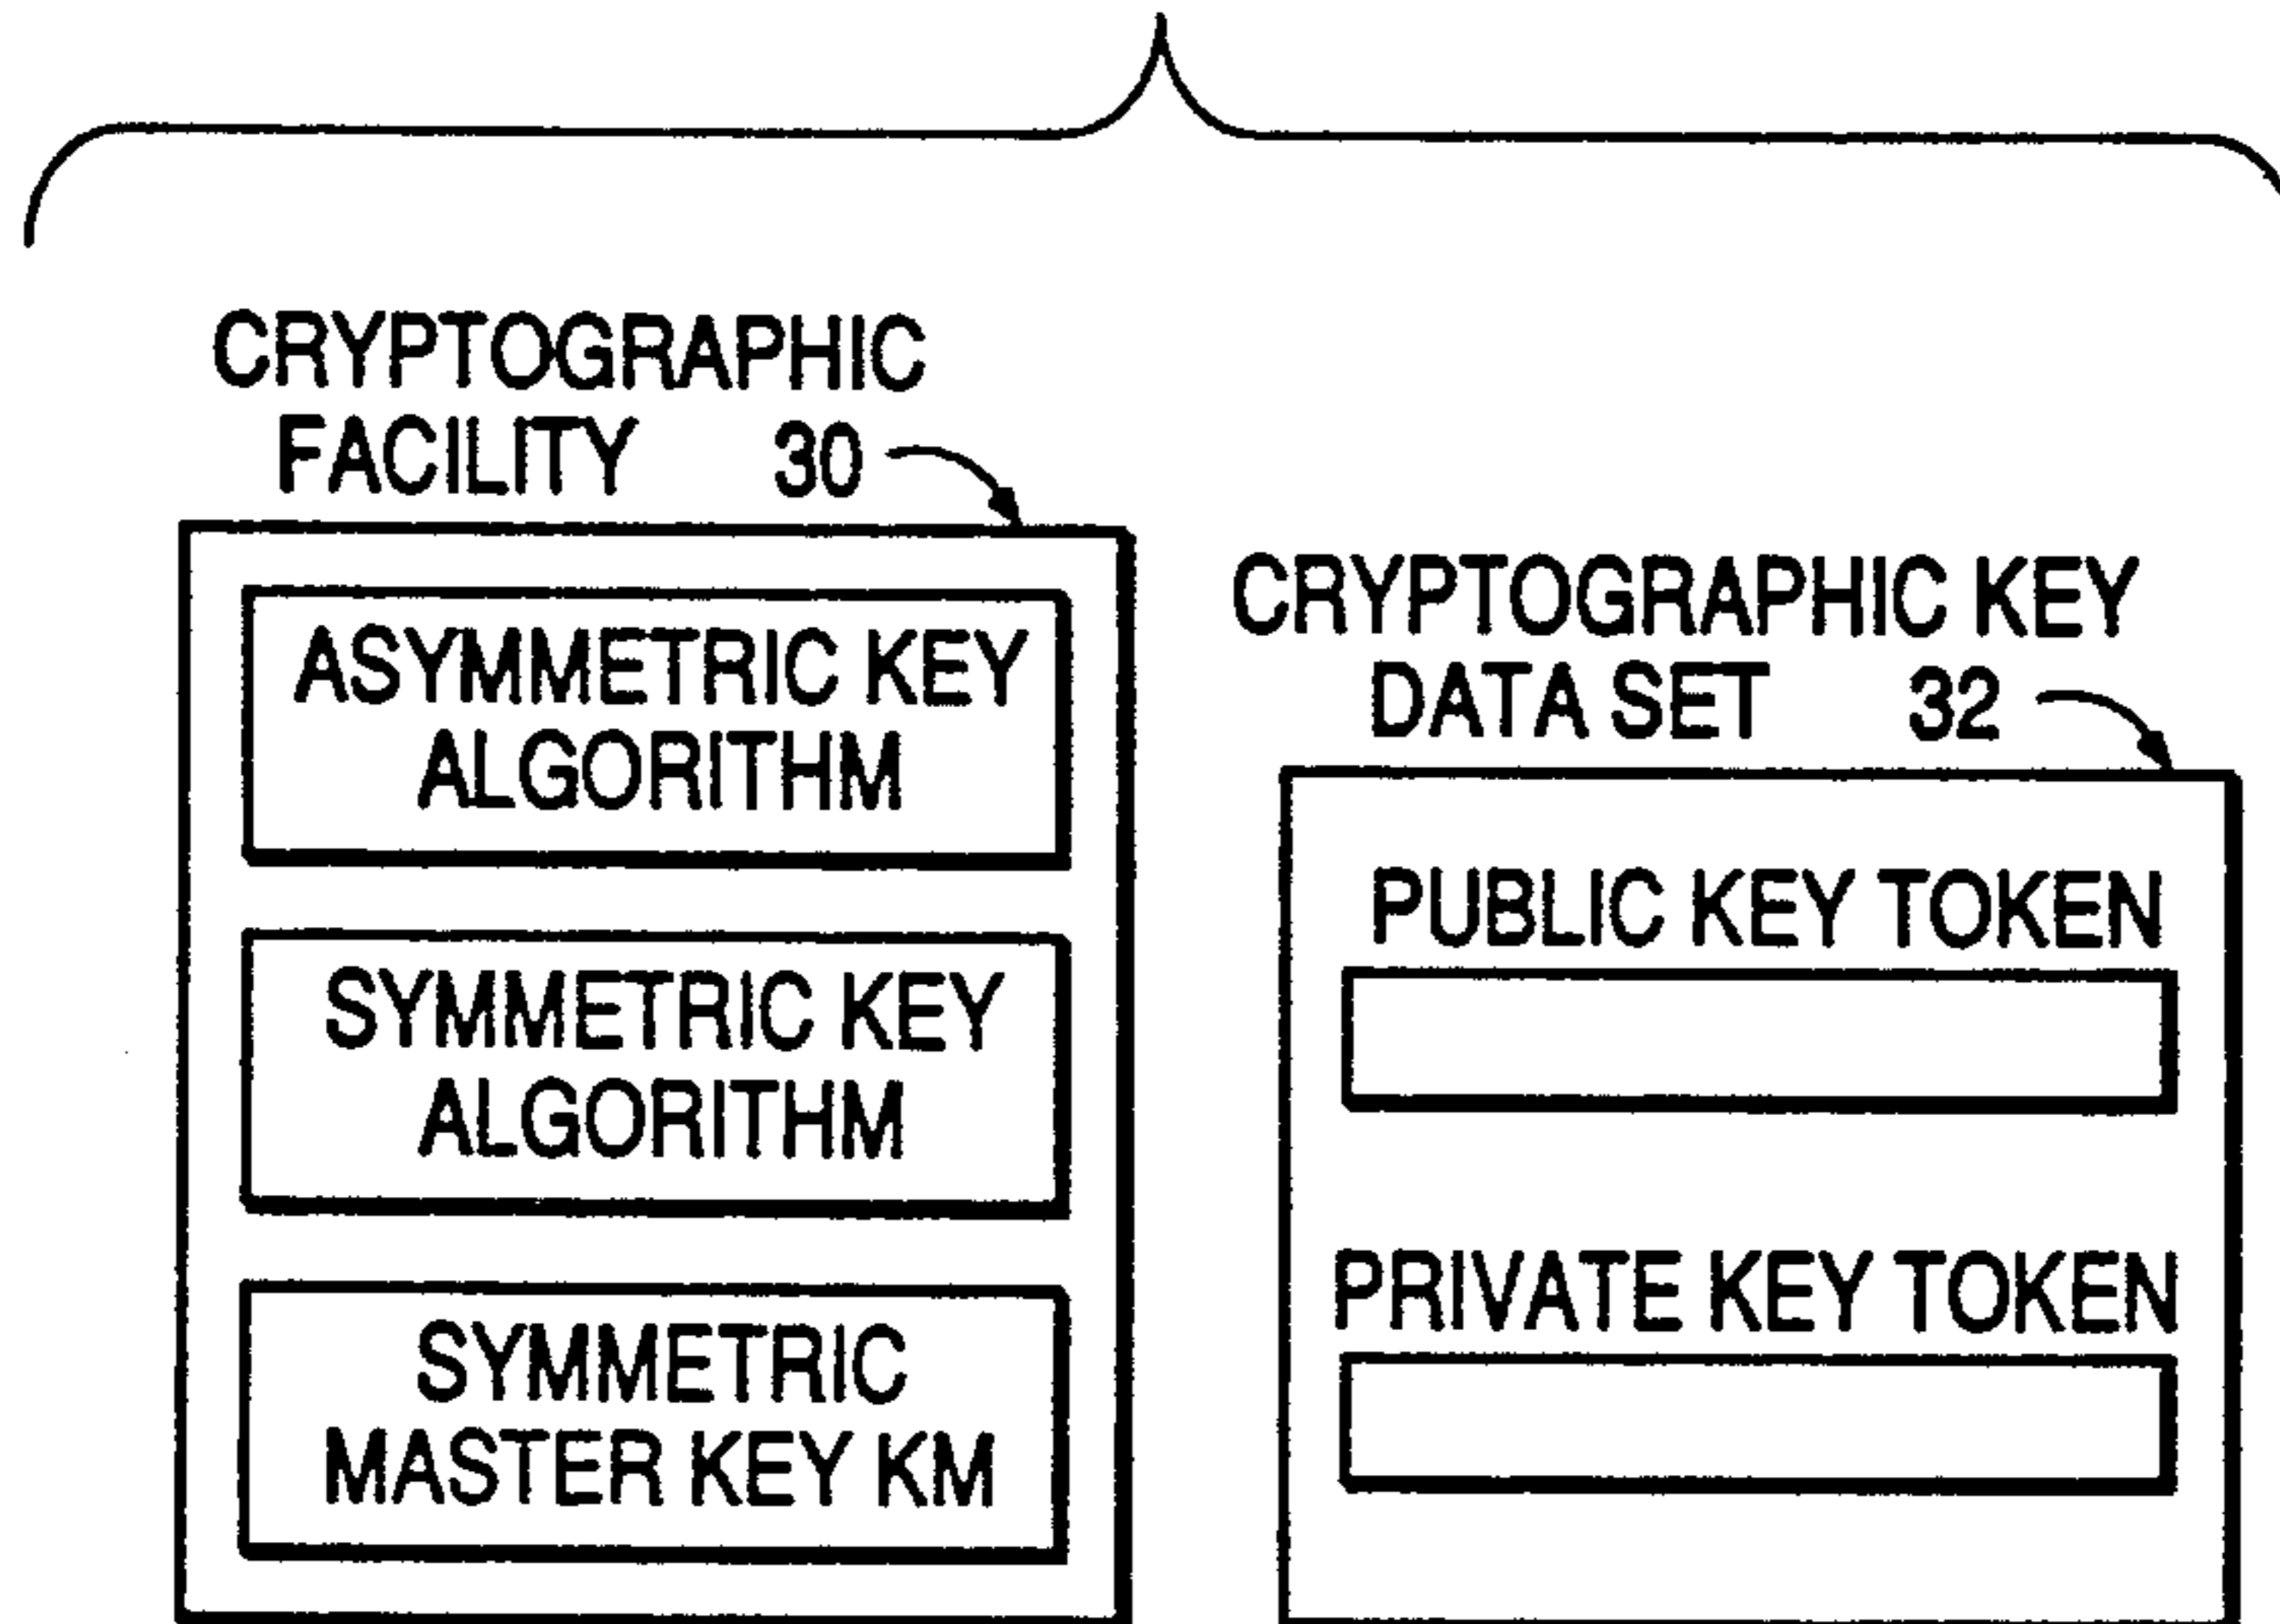 CRYPTOGRAPHIC
FACILITY 30
ASYMMETRIC KEY
ALGORITHM
SYMMETRIC KEY
ALGORITHM
SYMMETRIC
MASTER KEY KM
CRYPTOGRAPHIC KEY
DATA SET 32
PUBLIC KEY TOKEN
PRIVATE KEY TOKEN